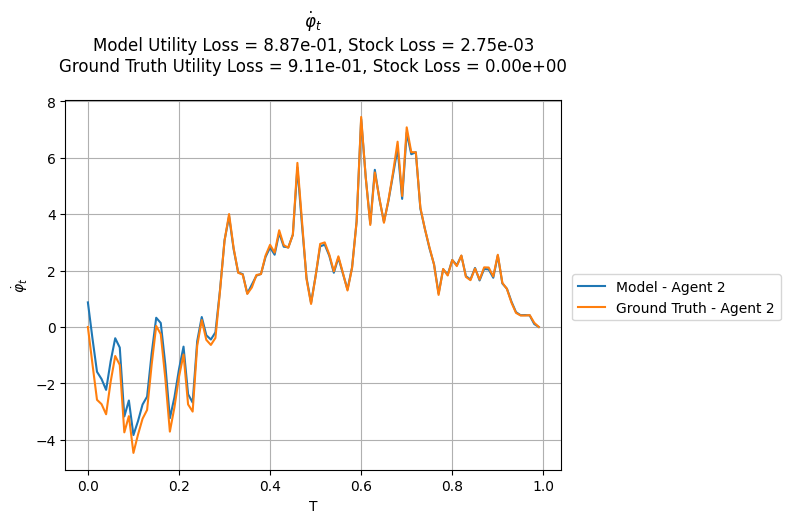 φ̇_t
Model Utility Loss = 8.87e-01, Stock Loss = 2.75e-03
Ground Truth Utility Loss = 9.11e-01, Stock Loss = 0.00e+00
8
6
4
2
0
−2
−4
φ̇_t
0.0 0.2 0.4 0.6 0.8 1.0
T
Model - Agent 2
Ground Truth - Agent 2